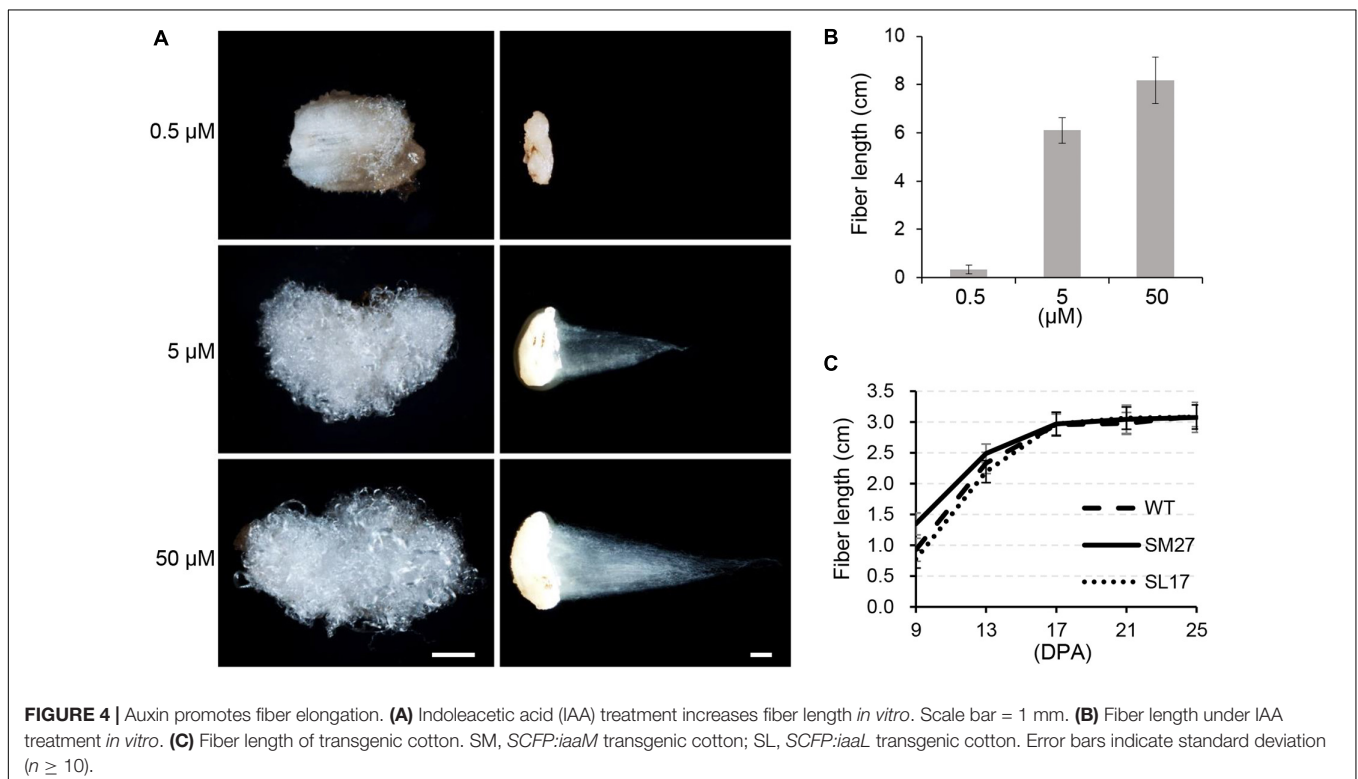 A
0.5 µM
5 µM
50 µM
B
Fiber length (cm)
10
8
6
4
2
0
0.5
5
50
(µM)
C
Fiber length (cm)
3.5
3.0
2.5
2.0
1.5
1.0
0.5
0.0
WT
SM27
SL17
9
13
17
21
25
(DPA)
FIGURE 4 | Auxin promotes fiber elongation. (A) Indoleacetic acid (IAA) treatment increases fiber length in vitro. Scale bar = 1 mm. (B) Fiber length under IAA
treatment in vitro. (C) Fiber length of transgenic cotton. SM, SCFP:iaaM transgenic cotton; SL, SCFP:iaaL transgenic cotton. Error bars indicate standard deviation
(n ≥ 10).